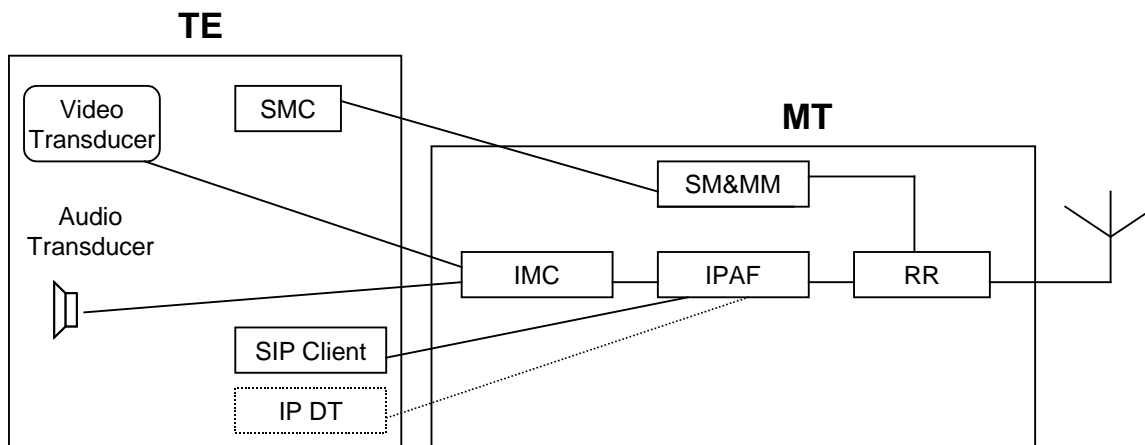 TE
Video
Transducer
SMC
MT
SM&MM
Audio
Transducer
IMC
IPAF
RR
SIP Client
IP DT